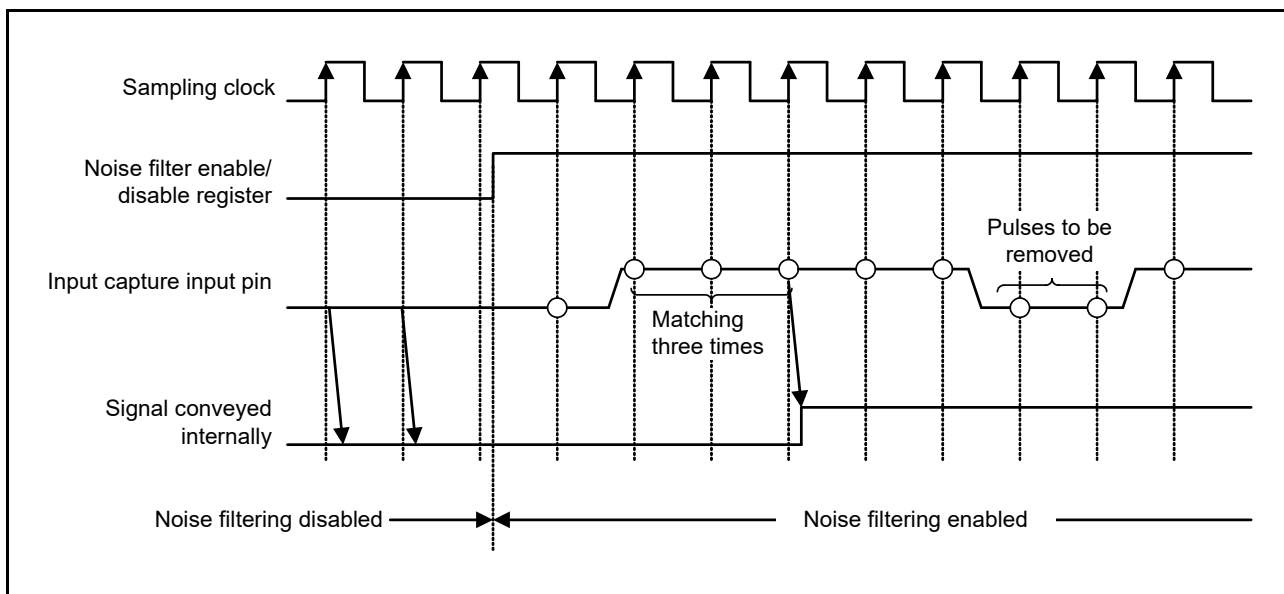 Sampling clock
Noise filter enable/
disable register
Pulses to be
removed
Input capture input pin
Matching
three times
Signal conveyed
internally
Noise filtering disabled
Noise filtering enabled